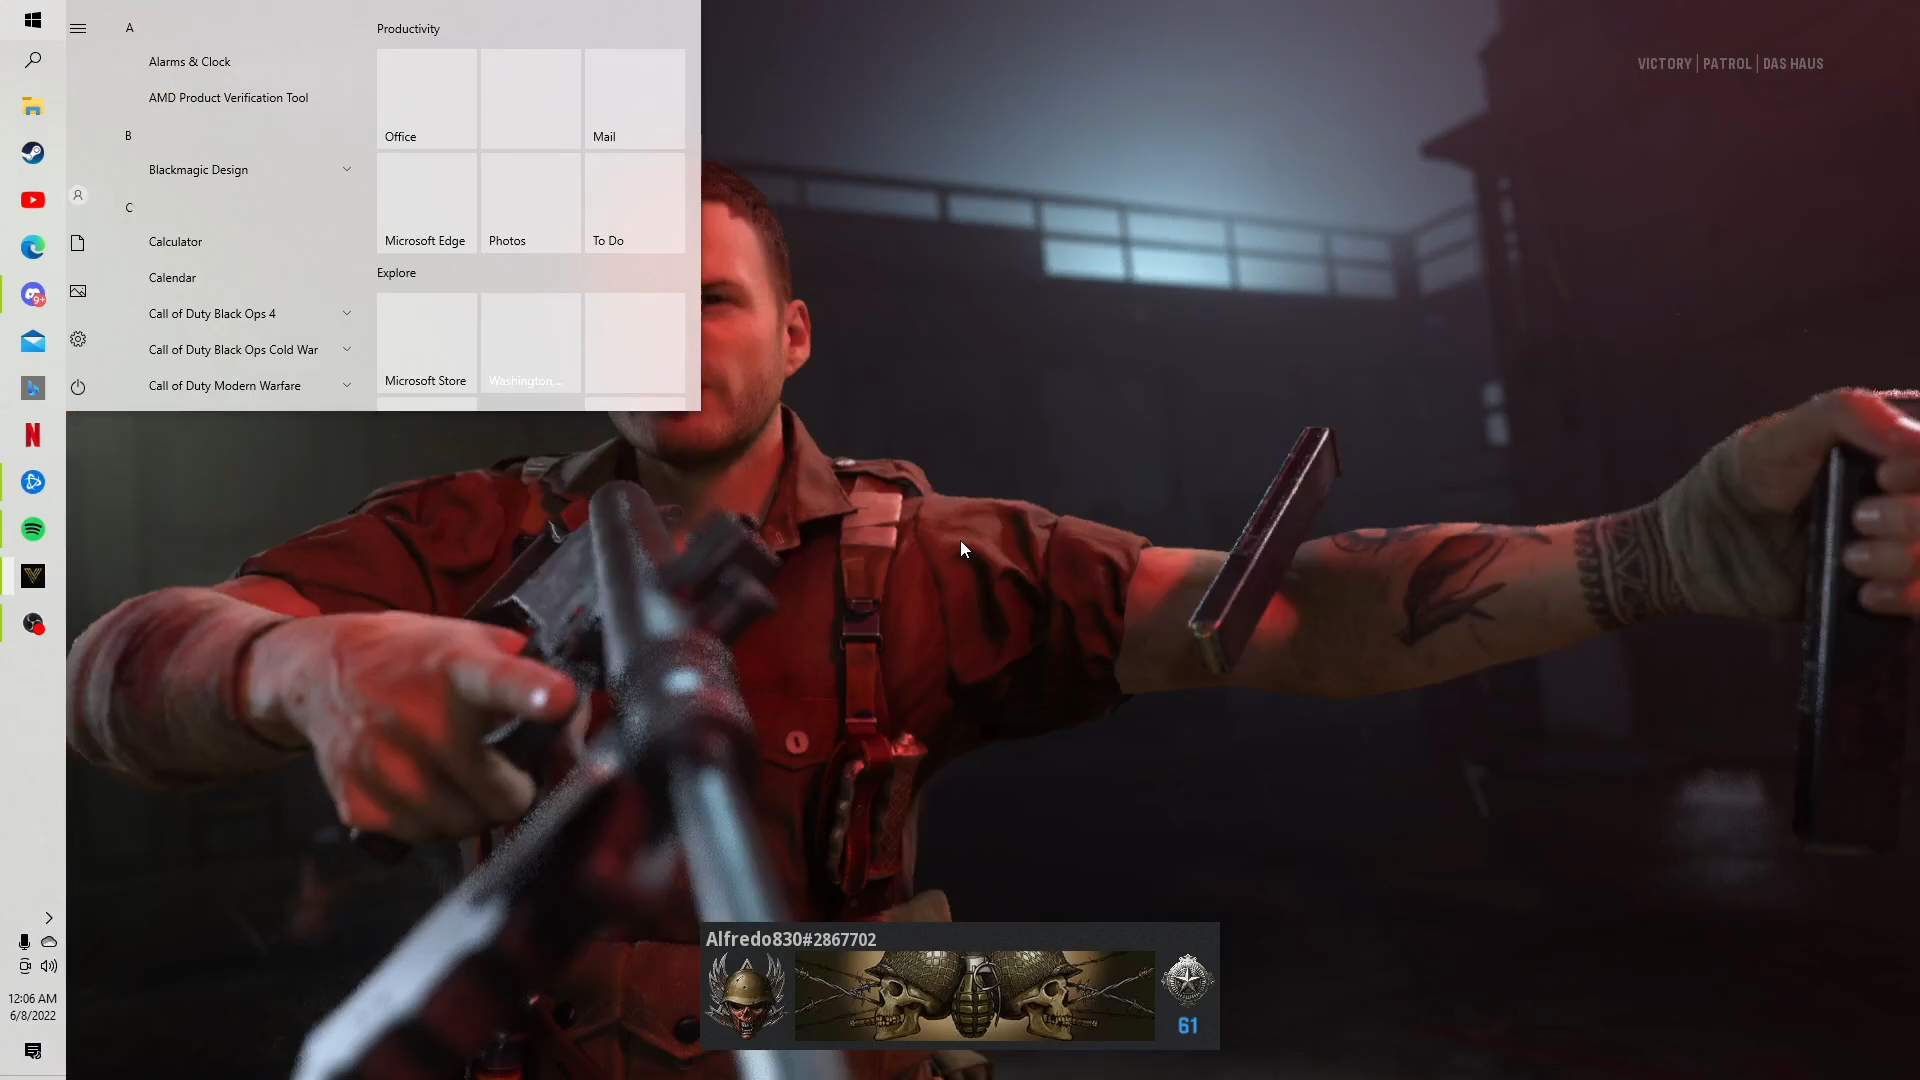 A
Alarms & Clock
AMD Product Verification Tool
B
Blackmagic Design
C
Calculator
Calendar
Call of Duty Black Ops 4
Call of Duty Black Ops Cold War
Call of Duty Modern Warfare
Productivity
Office
Mail
Microsoft Edge
Photos
To Do
Explore
Microsoft Store
Washington,...
VICTORY | PATROL | DAS HAUS
9+
N
Alfredo830#2867702
61
12:06 AM
6/8/2022